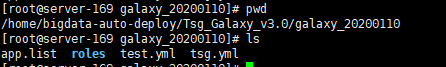 [root@server-169 galaxy_20200110]# pwd
/home/bigdata-auto-deploy/Tsg_Galaxy_v3.0/galaxy_20200110
[root@server-169 galaxy_20200110]# ls
app.list roles test.yml tsg.yml
[root@server-169 galaxy_20200110]#